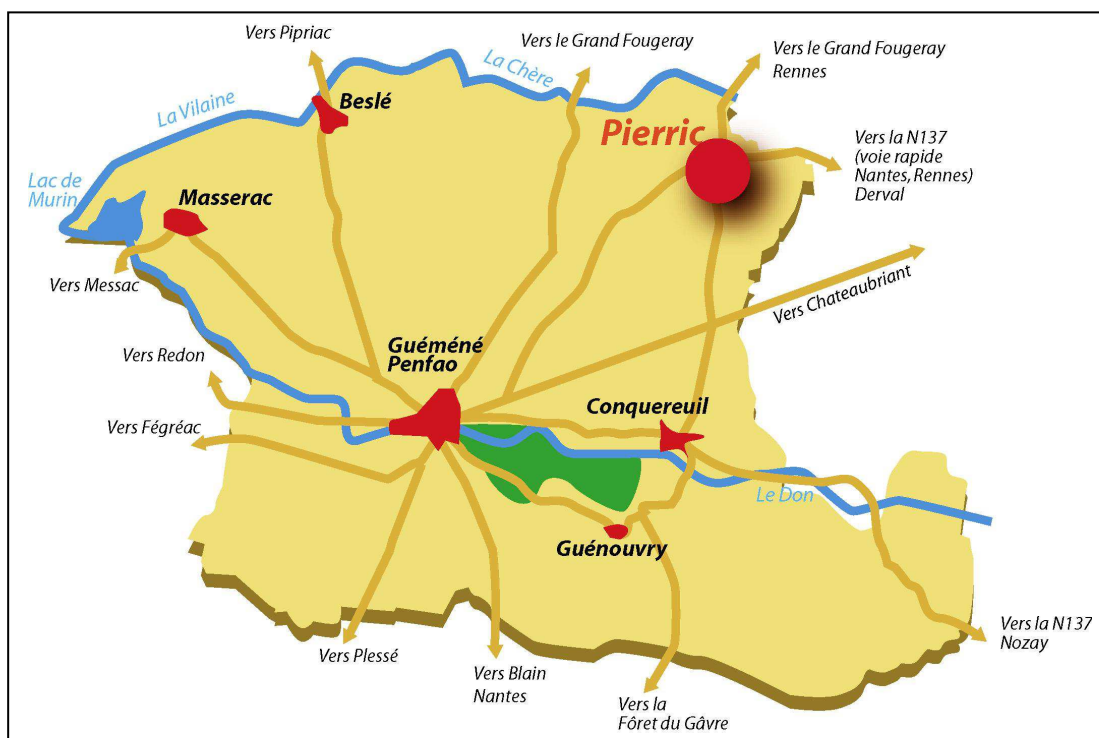 Vers Pipriac
Vers le Grand Fougeray
Vers le Grand Fougeray
Rennes
La Chère
La Vilaine
Beslé
Pierric
Vers la N137
(voie rapide
Nantes, Rennes)
Derval
Lac de
Murin
Masserac
Vers Messac
Vers Chateaubriant
Guéméné
Penfao
Vers Redon
Conquereuil
Vers Fégréac
Le Don
Guénouvry
Vers la N137
Nozay
Vers Plessé
Vers Blain
Nantes
Vers la
Fôret du Gâvre